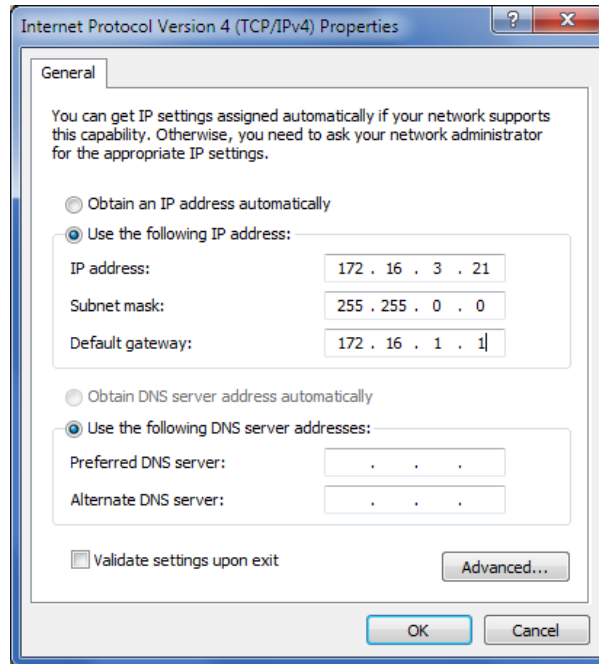 Internet Protocol Version 4 (TCP/IPv4) Properties
? X
General
You can get IP settings assigned automatically if your network supports
this capability. Otherwise, you need to ask your network administrator
for the appropriate IP settings.
Obtain an IP address automatically
Use the following IP address:
IP address: 172 . 16 . 3 . 21
Subnet mask: 255 . 255 . 0 . 0
Default gateway: 172 . 16 . 1 . 1
Obtain DNS server address automatically
Use the following DNS server addresses:
Preferred DNS server: . . .
Alternate DNS server: . . .
Validate settings upon exit
Advanced...
OK Cancel